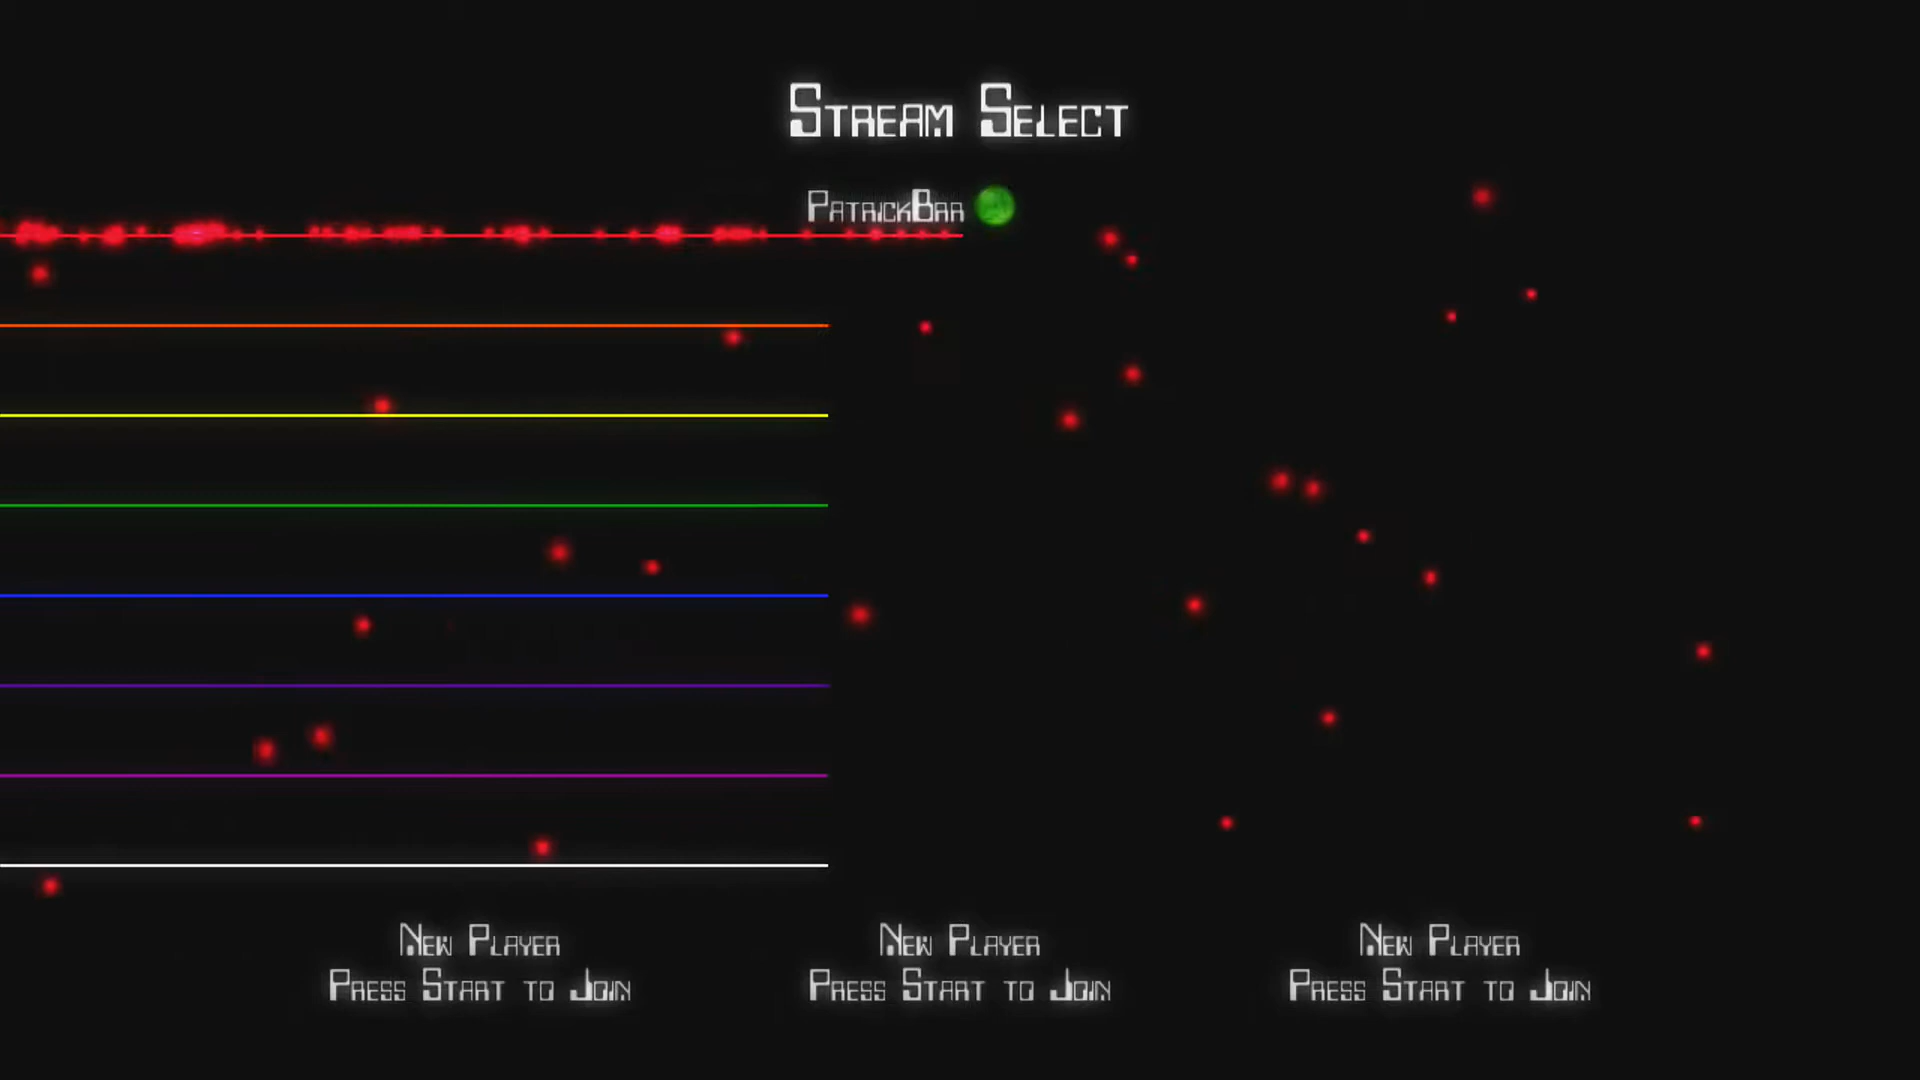 Stream Select
PatrickBar
New Player
Press Start to Join
New Player
Press Start to Join
New Player
Press Start to Join